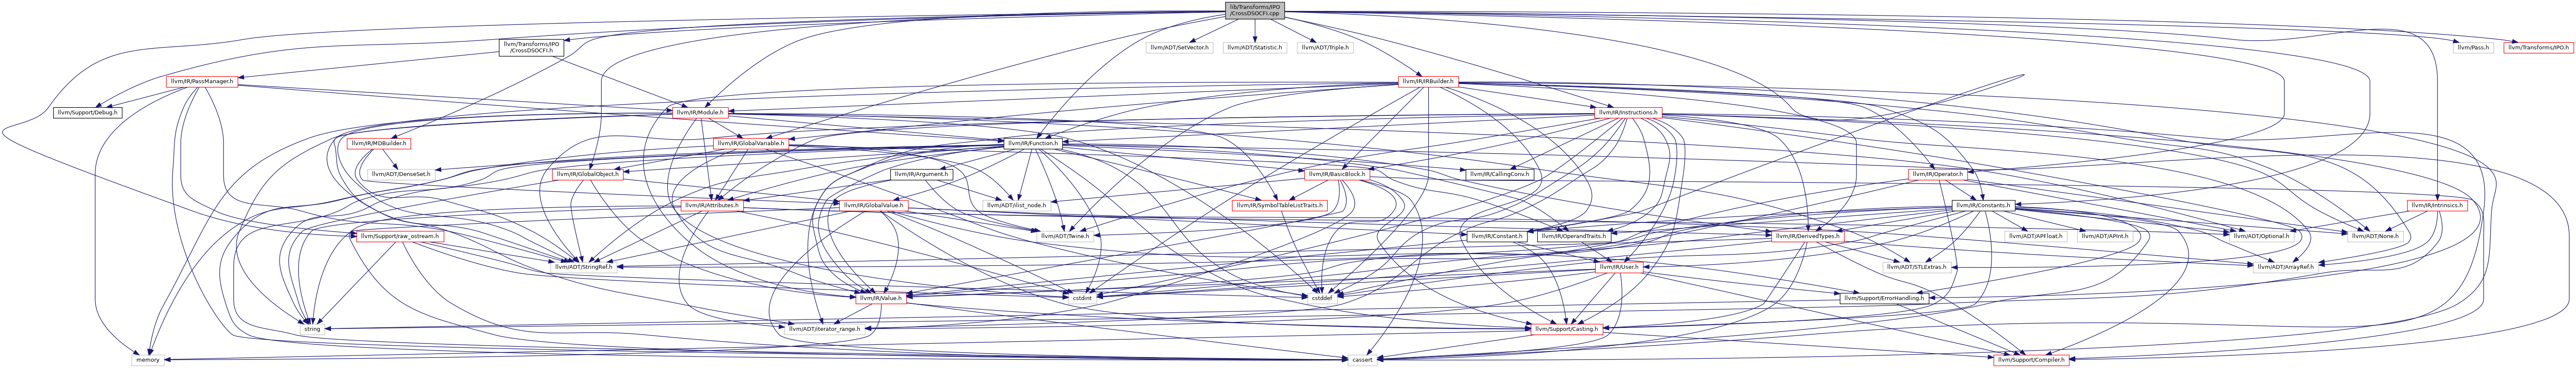 lib/Transforms/IPO
/CrossDSOCFI.cpp
llvm/Transforms/IPO
/CrossDSOCFI.h
llvm/ADT/SetVector.h
llvm/ADT/Statistic.h
llvm/ADT/Triple.h
llvm/Pass.h
llvm/Transforms/IPO.h
llvm/IR/PassManager.h
llvm/IR/IRBuilder.h
llvm/Support/Debug.h
llvm/IR/Module.h
llvm/IR/Instructions.h
llvm/IR/MDBuilder.h
llvm/IR/GlobalVariable.h
llvm/IR/Function.h
llvm/ADT/DenseSet.h
llvm/IR/GlobalObject.h
llvm/IR/Argument.h
llvm/IR/BasicBlock.h
llvm/IR/CallingConv.h
llvm/IR/Operator.h
llvm/IR/Attributes.h
llvm/IR/GlobalValue.h
llvm/ADT/ilist_node.h
llvm/IR/SymbolTableListTraits.h
llvm/IR/Constants.h
llvm/IR/Intrinsics.h
llvm/Support/raw_ostream.h
llvm/ADT/Twine.h
llvm/IR/Constant.h
llvm/IR/OperandTraits.h
llvm/IR/DerivedTypes.h
llvm/ADT/APFloat.h
llvm/ADT/APInt.h
llvm/ADT/Optional.h
llvm/ADT/None.h
llvm/ADT/StringRef.h
llvm/IR/User.h
llvm/ADT/STLExtras.h
llvm/ADT/ArrayRef.h
llvm/IR/Value.h
cstdint
cstddef
llvm/Support/ErrorHandling.h
string
llvm/ADT/iterator_range.h
llvm/Support/Casting.h
memory
cassert
llvm/Support/Compiler.h